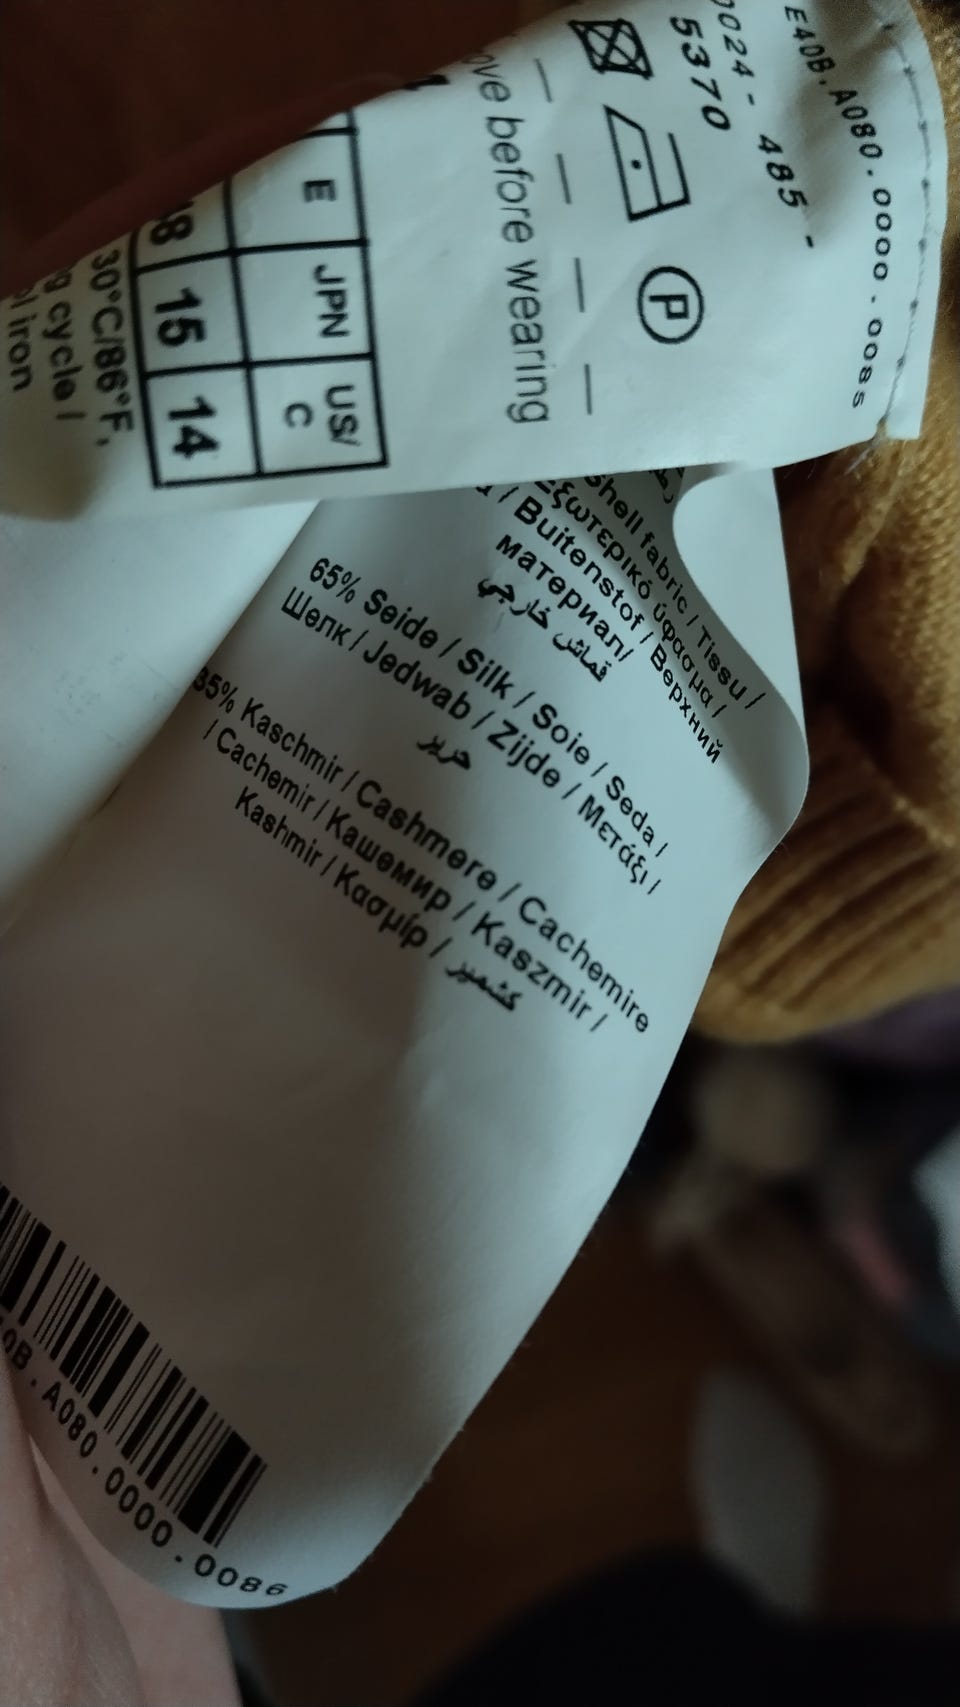 E40B.A080.0000.0085
0024 - 485 -
5370
P
before wearing
E JPN US/
C
15 14
30°C/86°F,
cycle /
iron
Shell fabric / Tissu /
Εξωτερικό ύφασμα /
/ Buitenstof / Верхний
материал/
قماش خارجي
65% Seide / Silk / Soie / Seda /
Шелк / Jedwab / Zijde / Μετάξι /
حرير
35% Kaschmir / Cashmere / Cachemire
/ Cachemir / Кашемир / Kaszmir /
Kashmir / Κασμίρ / كشمير
0B.A080.0000.0086